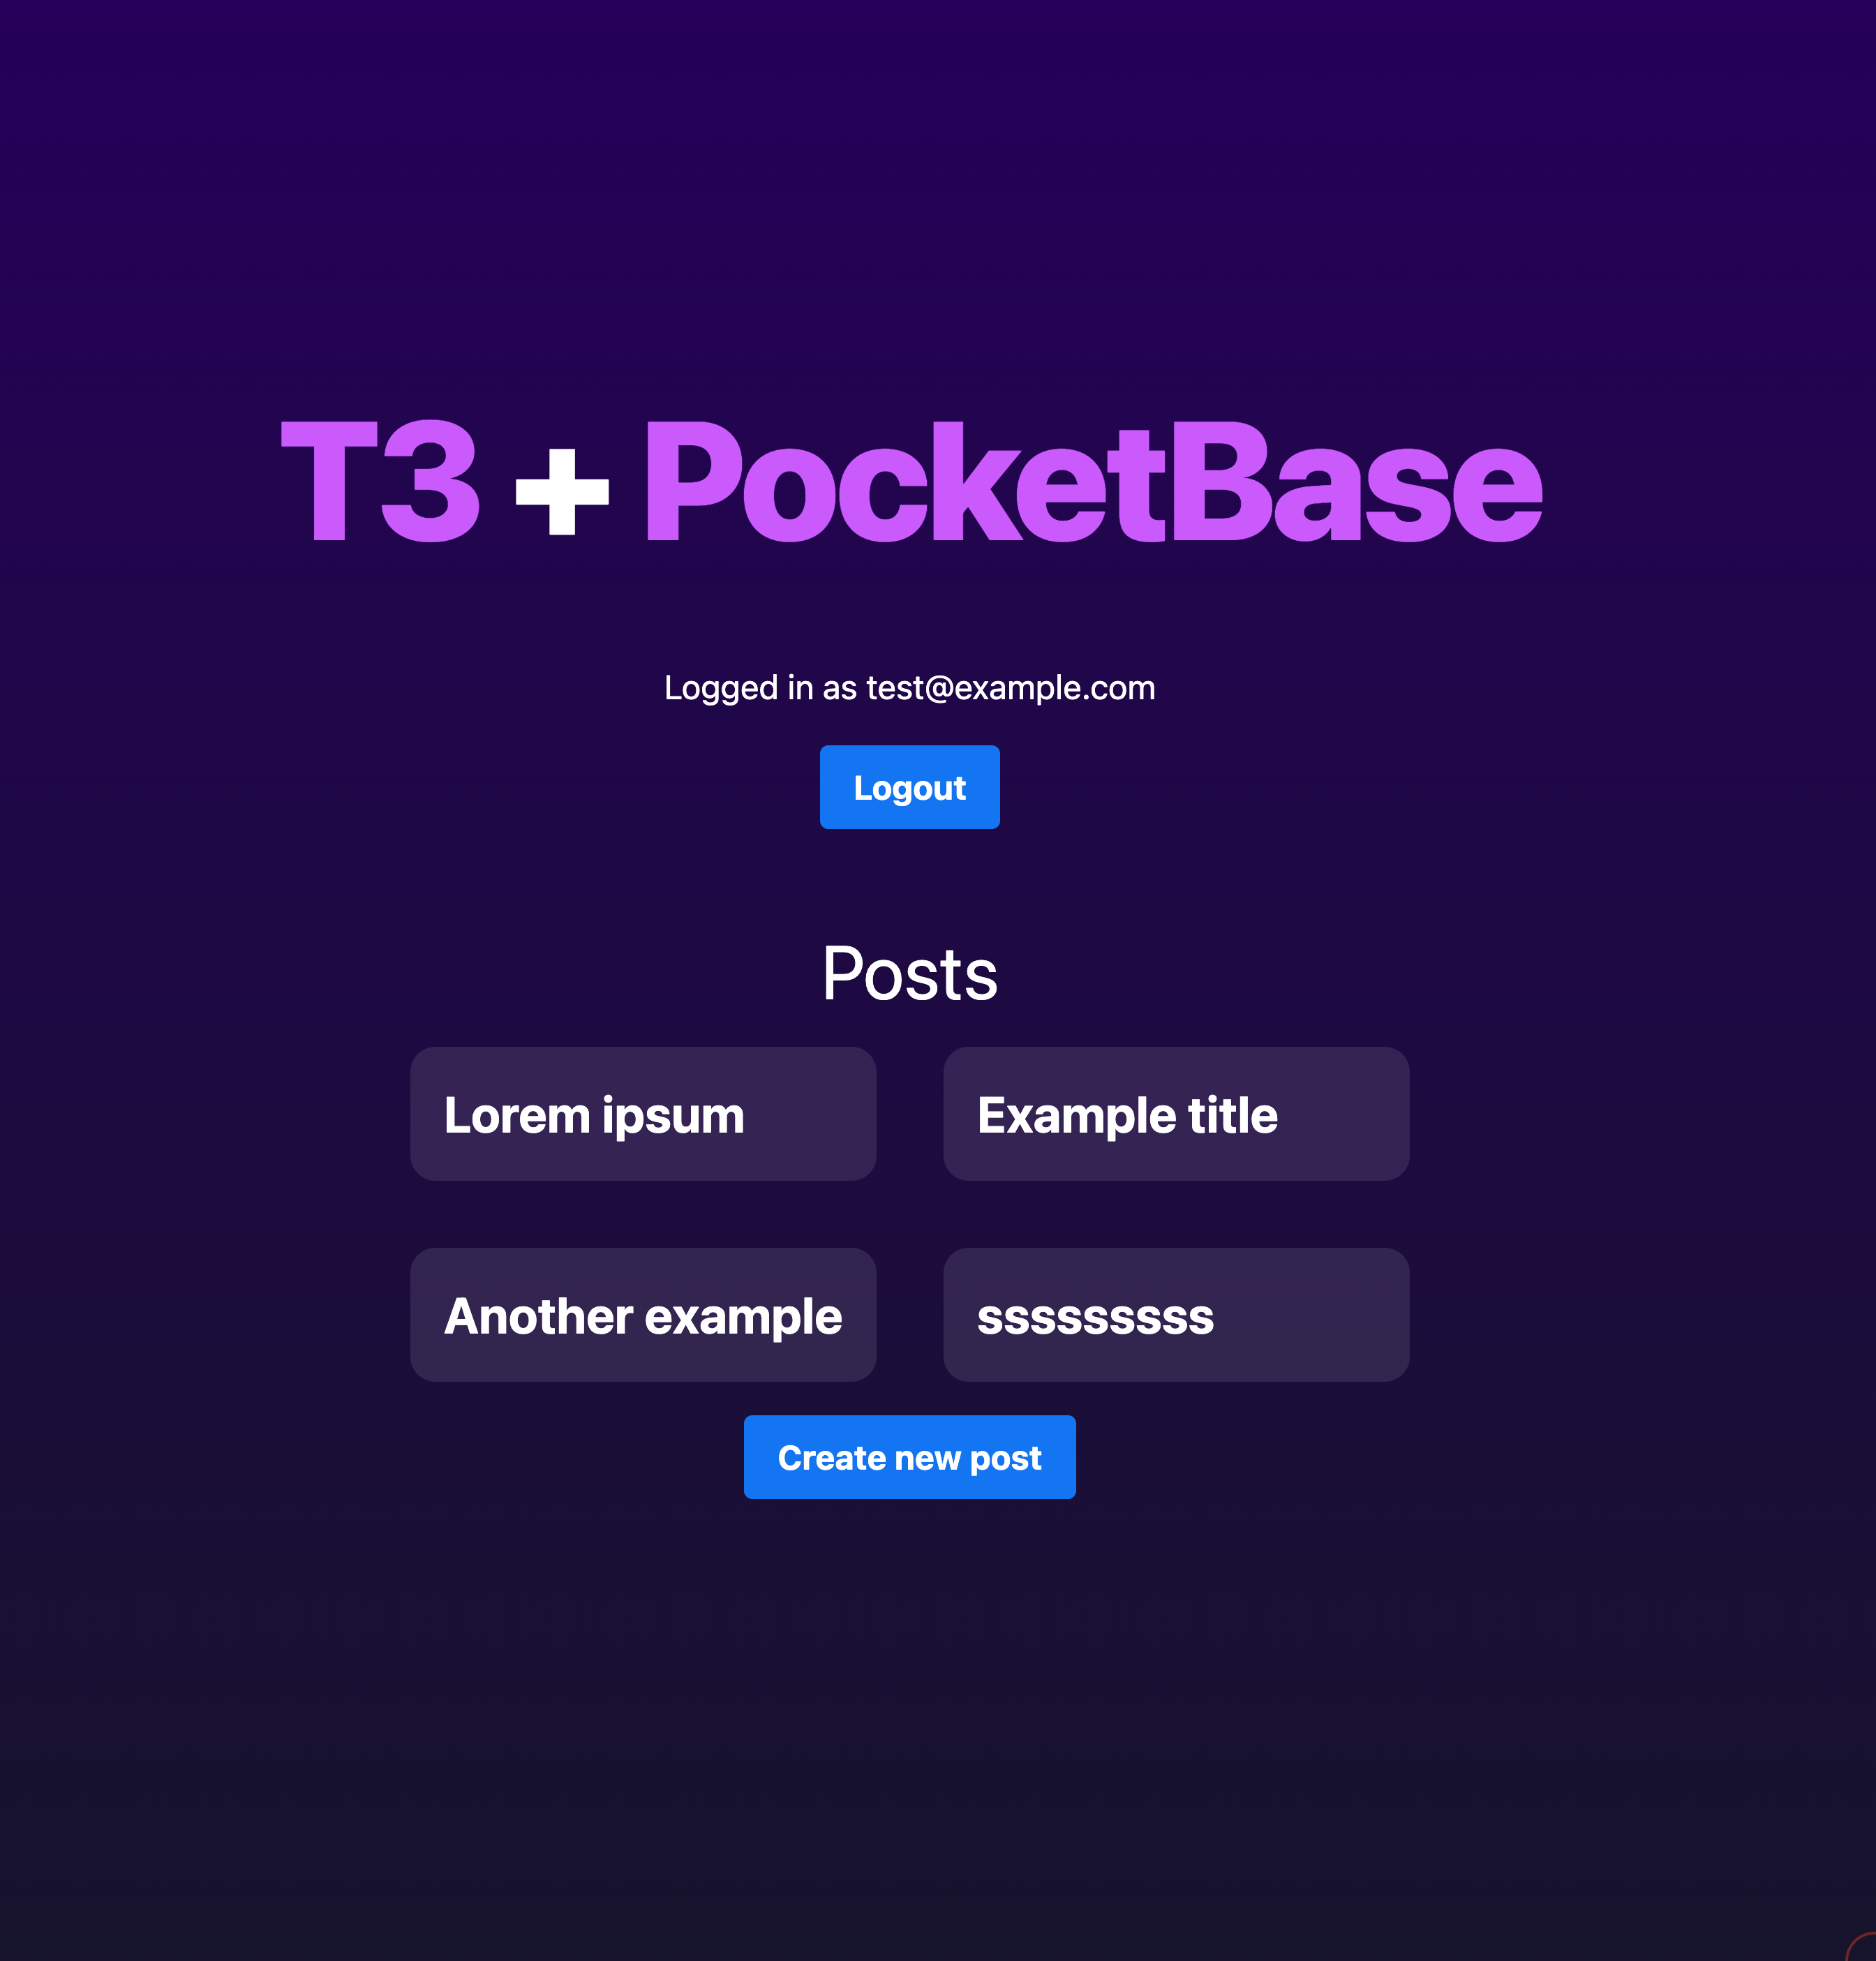 T3 + PocketBase
Logged in as test@example.com
Logout
Posts
Lorem ipsum
Example title
Another example
sssssssss
Create new post